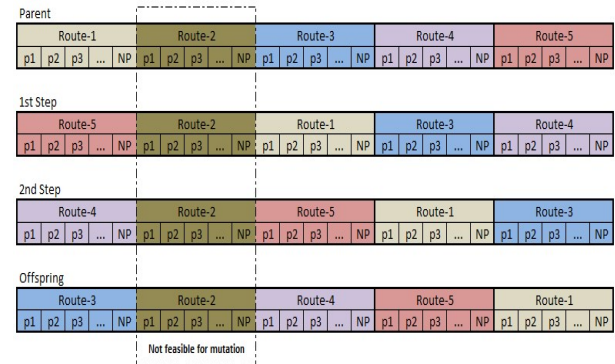 Parent
Route-1 Route-2 Route-3 Route-4 Route-5
p1 p2 p3 ... NP p1 p2 p3 ... NP p1 p2 p3 ... NP p1 p2 p3 ... NP p1 p2 p3 ... NP
1st Step
Route-5 Route-2 Route-1 Route-3 Route-4
p1 p2 p3 ... NP p1 p2 p3 ... NP p1 p2 p3 ... NP p1 p2 p3 ... NP p1 p2 p3 ... NP
2nd Step
Route-4 Route-2 Route-5 Route-1 Route-3
p1 p2 p3 ... NP p1 p2 p3 ... NP p1 p2 p3 ... NP p1 p2 p3 ... NP p1 p2 p3 ... NP
Offspring
Route-3 Route-2 Route-4 Route-5 Route-1
p1 p2 p3 ... NP p1 p2 p3 ... NP p1 p2 p3 ... NP p1 p2 p3 ... NP p1 p2 p3 ... NP
Not feasible for mutation